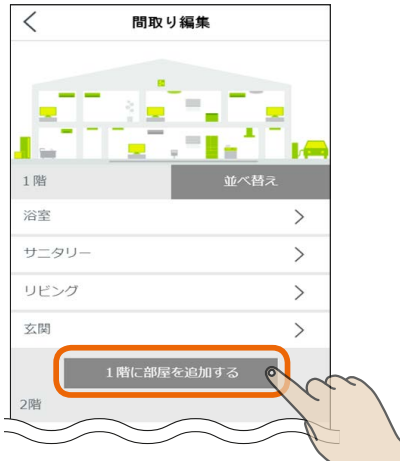 間取り編集
1階
並べ替え
浴室
サニタリー
リビング
玄関
1階に部屋を追加する
2階